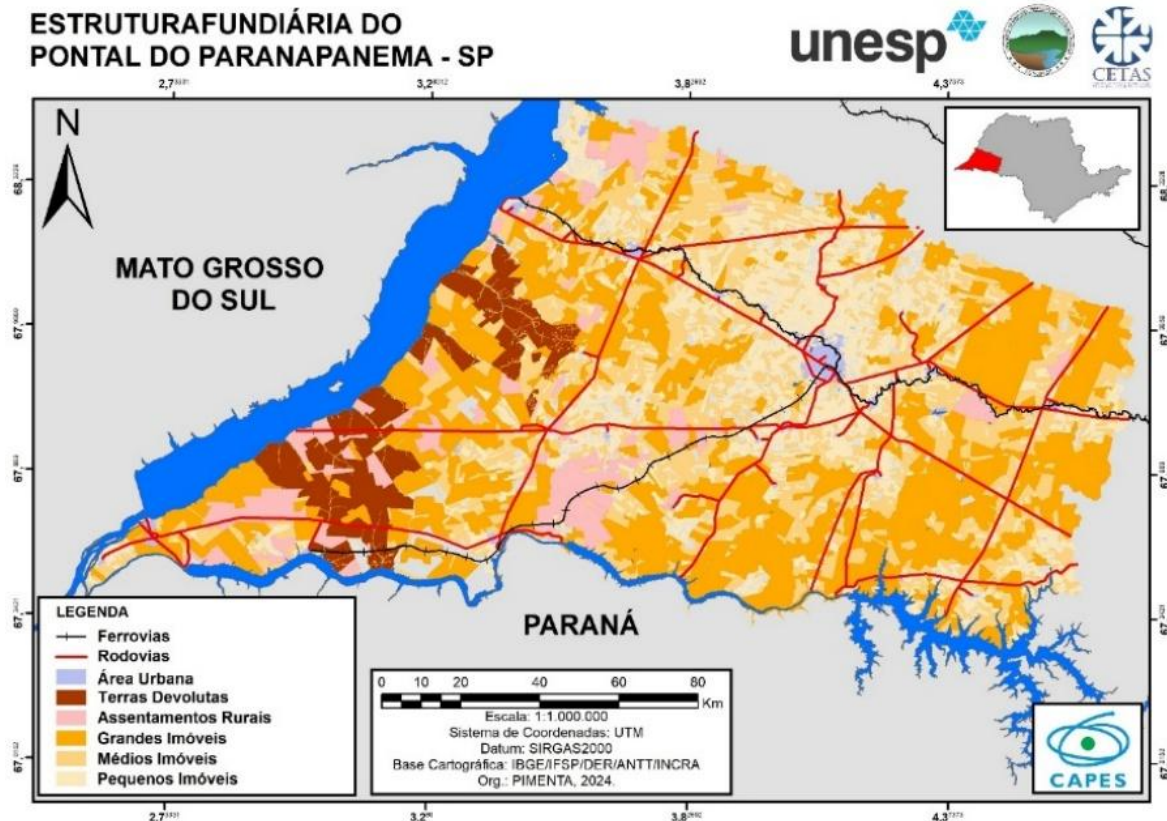 ESTRUTURAFUNDIÁRIA DO
PONTAL DO PARANAPANEMA - SP
unesp
CETAS
N
MATO GROSSO
DO SUL
PARANÁ
LEGENDA
Ferrovias
Rodovias
Área Urbana
Terras Devolutas
Assentamentos Rurais
Grandes Imóveis
Médios Imóveis
Pequenos Imóveis
0 10 20 40 60 80
Km
Escala: 1:1.000.000
Sistema de Coordenadas: UTM
Datum: SIRGAS2000
Base Cartográfica: IBGE/IFSP/DER/ANTT/INCRA
Org.: PIMENTA, 2024.
CAPES